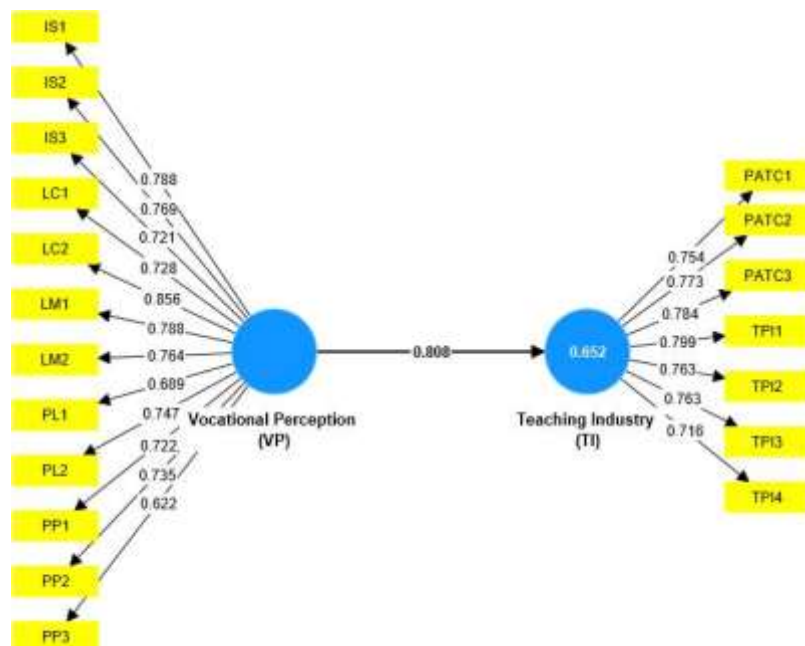 IS1
IS2
IS3
LC1
LC2
LM1
LM2
PL1
PL2
PP1
PP2
PP3
0.788
0.769
0.721
0.728
0.856
0.788
0.764
0.689
0.747
0.722
0.735
0.622
Vocational Perception
(VP)
0.808
0.652
Teaching Industry
(TI)
0.754
0.773
0.784
0.799
0.763
0.763
0.716
PATC1
PATC2
PATC3
TPI1
TPI2
TPI3
TPI4